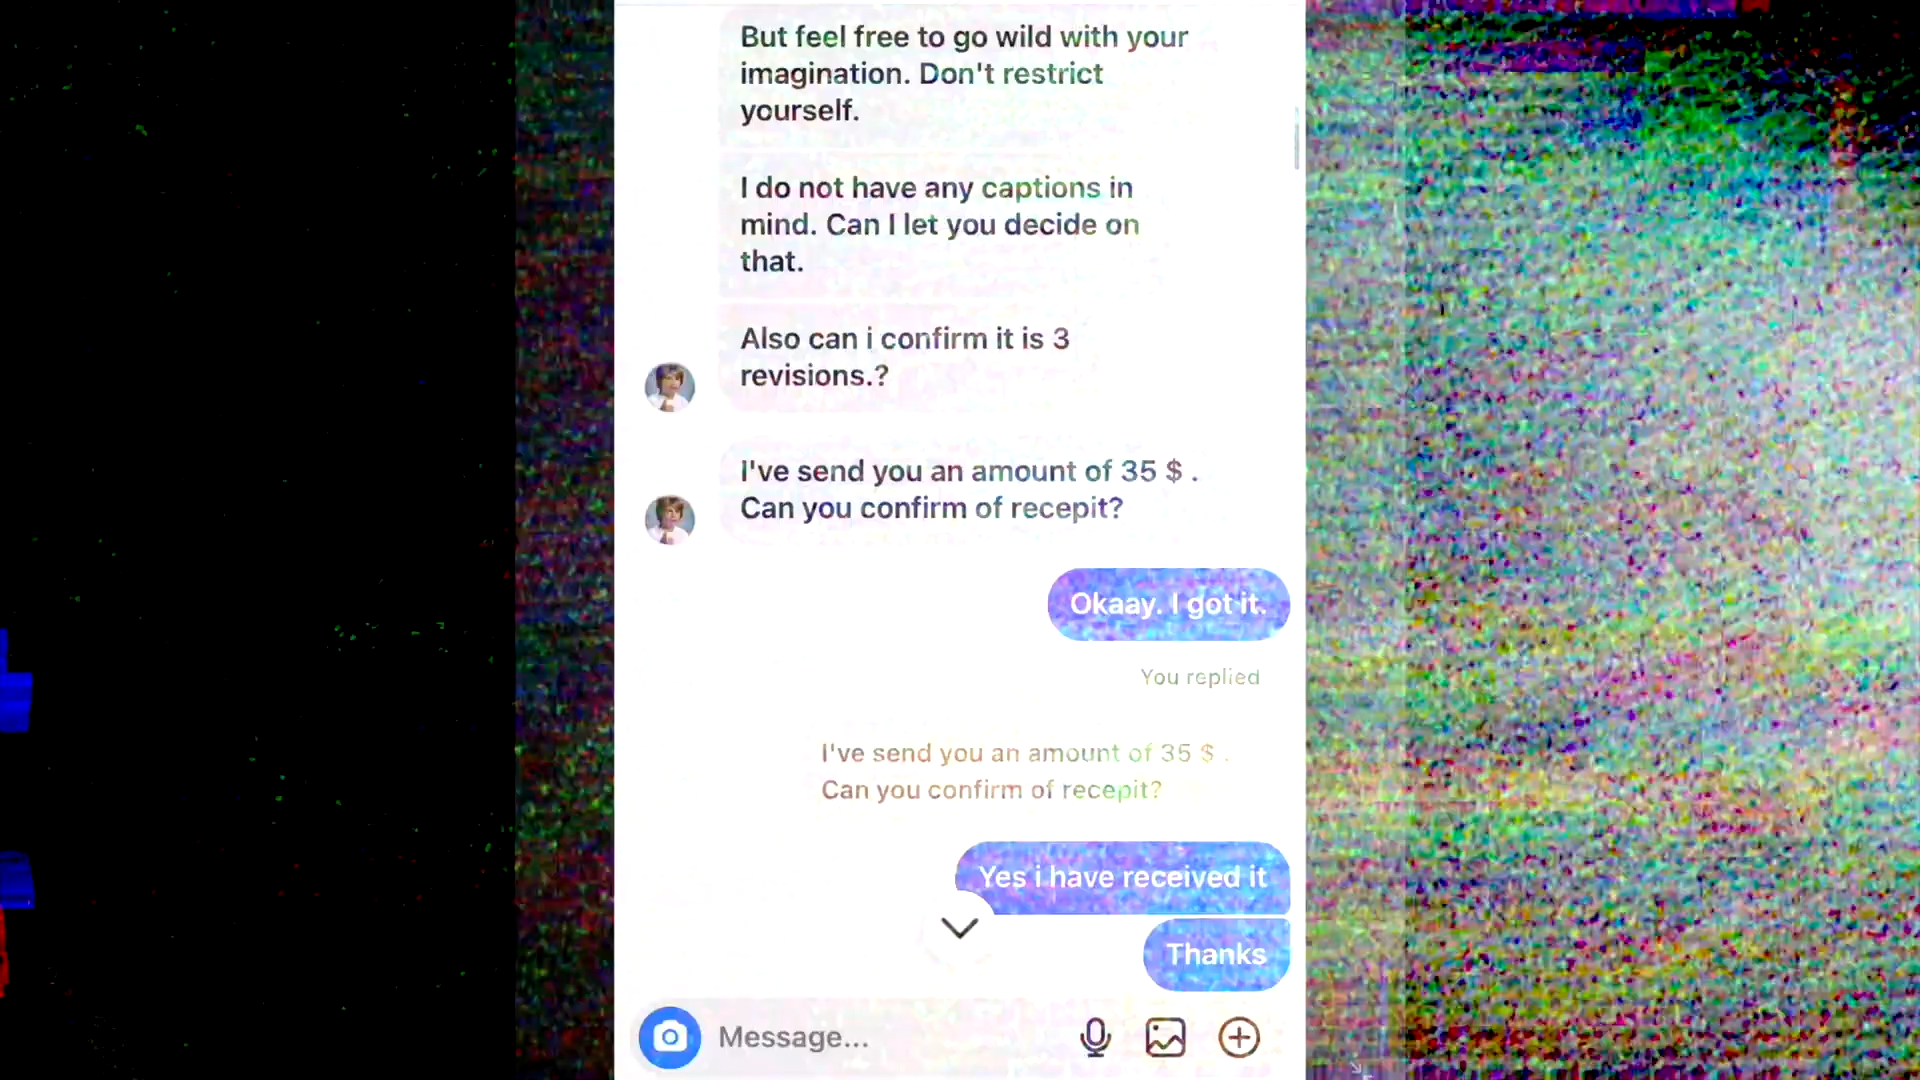 But feel free to go wild with your
imagination. Don't restrict
yourself.
I do not have any captions in
mind. Can I let you decide on
that.
Also can i confirm it is 3
revisions.?
I've send you an amount of 35 $ .
Can you confirm of recepit?
Okaay. I got it.
You replied
I've send you an amount of 35 $ .
Can you confirm of recepit?
Yes i have received it
Thanks
Message...